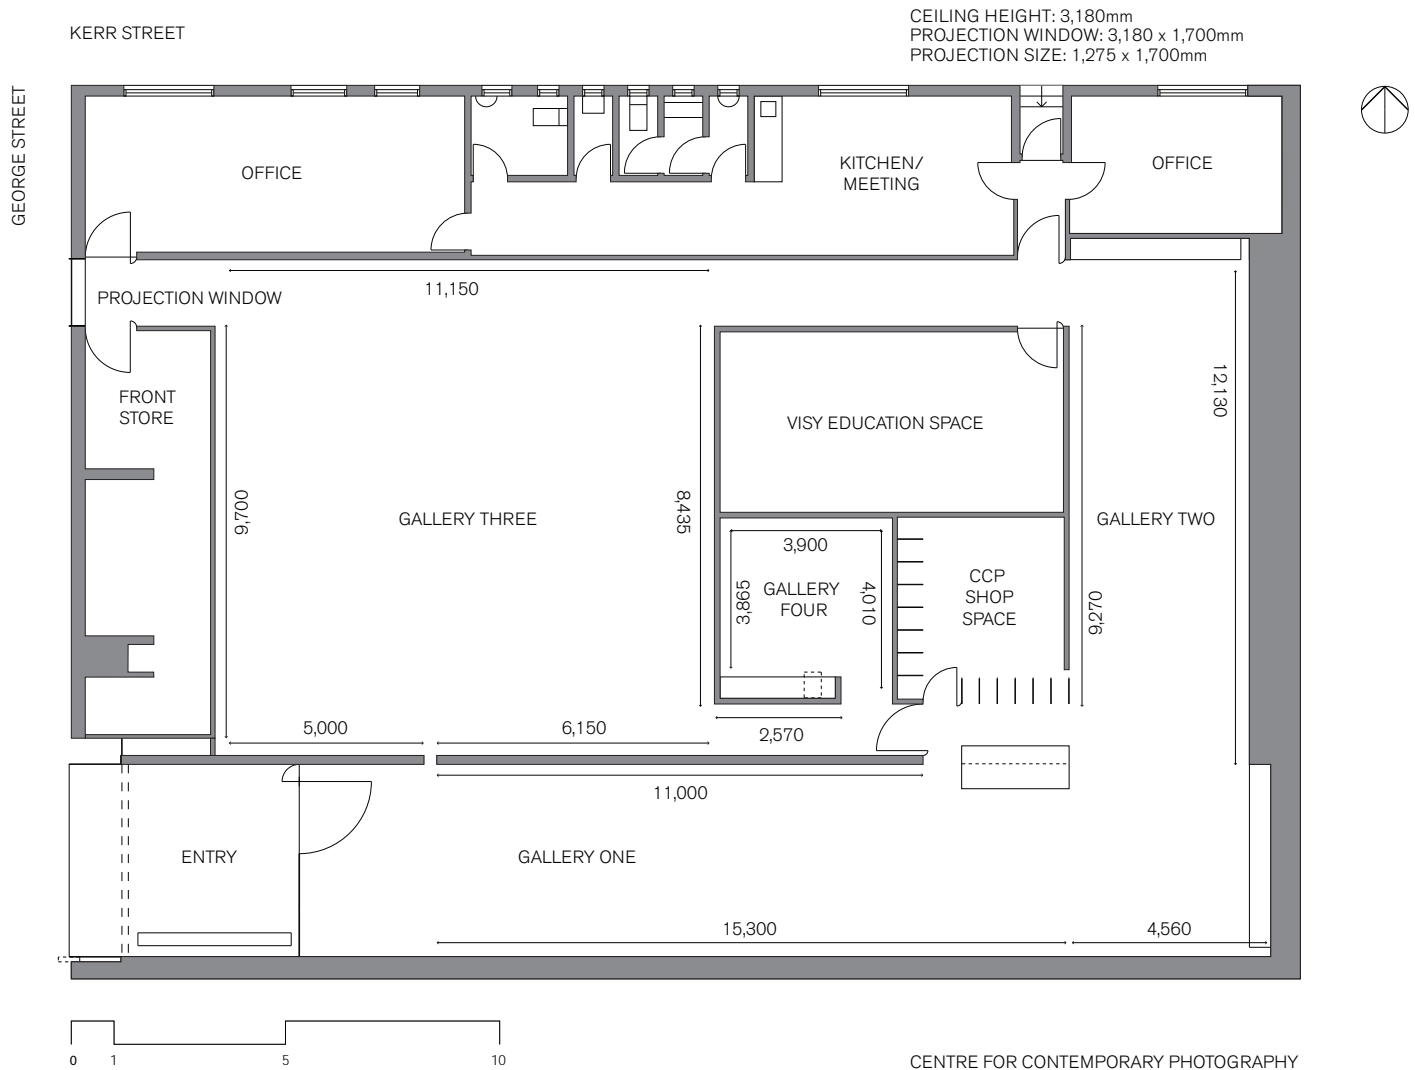 CEILING HEIGHT: 3,180mm
PROJECTION WINDOW: 3,180 x 1,700mm
PROJECTION SIZE: 1,275 x 1,700mm
KERR STREET
GEORGE STREET
OFFICE
KITCHEN/
MEETING
OFFICE
11,150
PROJECTION WINDOW
FRONT
STORE
12,130
VISY EDUCATION SPACE
9,700
GALLERY THREE
8,435
GALLERY TWO
3,900
3,865
GALLERY
FOUR
4,010
CCP
SHOP
SPACE
9,270
5,000
6,150
2,570
11,000
ENTRY
GALLERY ONE
15,300
4,560
0
1
5
10
CENTRE FOR CONTEMPORARY PHOTOGRAPHY